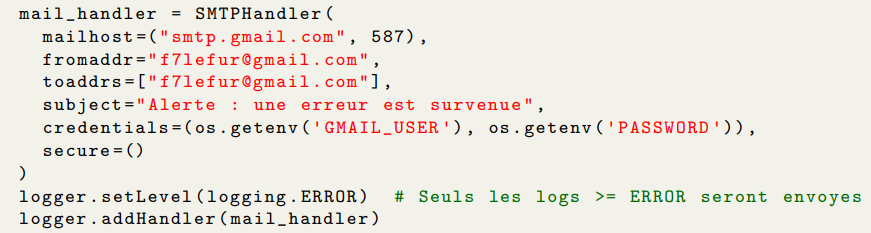 mail_handler = SMTPHandler(
  mailhost=("smtp.gmail.com", 587),
  fromaddr="f7lefur@gmail.com",
  toaddrs=["f7lefur@gmail.com"],
  subject="Alerte : une erreur est survenue",
  credentials=(os.getenv('GMAIL_USER'), os.getenv('PASSWORD')),
  secure=()
)
logger.setLevel(logging.ERROR)  # Seuls les logs >= ERROR seront envoyes
logger.addHandler(mail_handler)